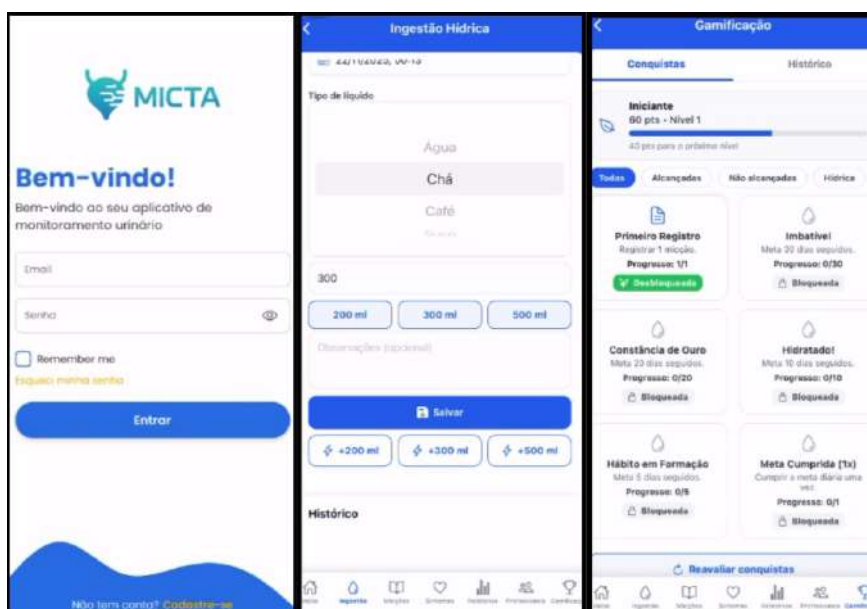 MICTA
Bem-vindo!
Bem-vindo ao seu aplicativo de
monitoramento urinário
Email
Senha
Remember me
Esqueci minha senha
Entrar
Não tem conta? Cadastre-se
Ingestão Hídrica
Tipo de líquido
Água
Chá
Café
300
200 ml
300 ml
500 ml
Observações (opcional)
Salvar
+200 ml
+300 ml
+500 ml
Histórico
Gamificação
Conquistas
Histórico
Iniciante
60 pts • Nível 1
40 pts para o próximo nível
Todas
Alcançadas
Não alcançadas
Hídrica
Primeiro Registro
Registrar 1 micção.
Progresso: 1/1
Desbloqueada
Imbatível
Meta 30 dias seguidos.
Progresso: 0/30
Bloqueada
Constância de Ouro
Meta 20 dias seguidos.
Progresso: 0/20
Bloqueada
Hidratado!
Meta 10 dias seguidos.
Progresso: 0/10
Bloqueada
Hábito em Formação
Meta 5 dias seguidos.
Progresso: 0/5
Bloqueada
Meta Cumprida (1x)
Cumprir a meta diária uma
vez.
Progresso: 0/1
Bloqueada
Reavaliar conquistas